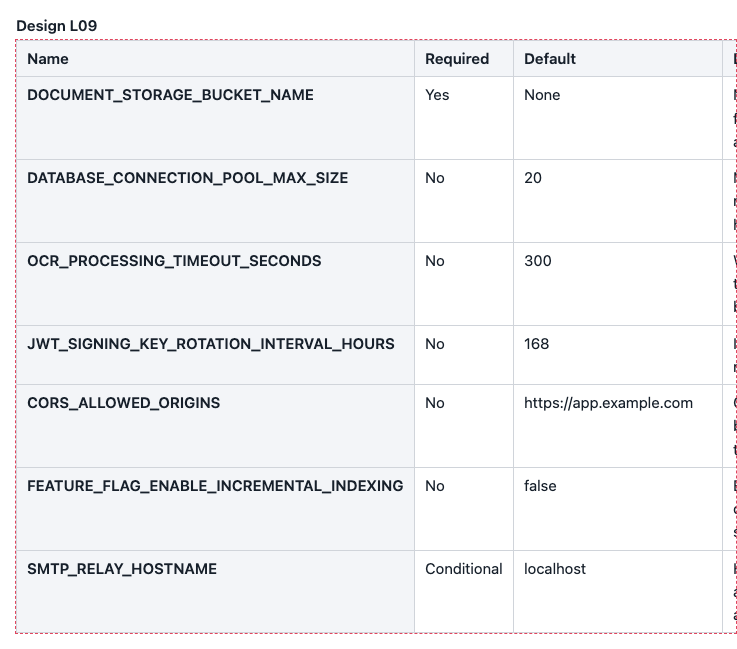 Design L09
Name Required Default
DOCUMENT_STORAGE_BUCKET_NAME Yes None
DATABASE_CONNECTION_POOL_MAX_SIZE No 20
OCR_PROCESSING_TIMEOUT_SECONDS No 300
JWT_SIGNING_KEY_ROTATION_INTERVAL_HOURS No 168
CORS_ALLOWED_ORIGINS No https://app.example.com
FEATURE_FLAG_ENABLE_INCREMENTAL_INDEXING No false
SMTP_RELAY_HOSTNAME Conditional localhost